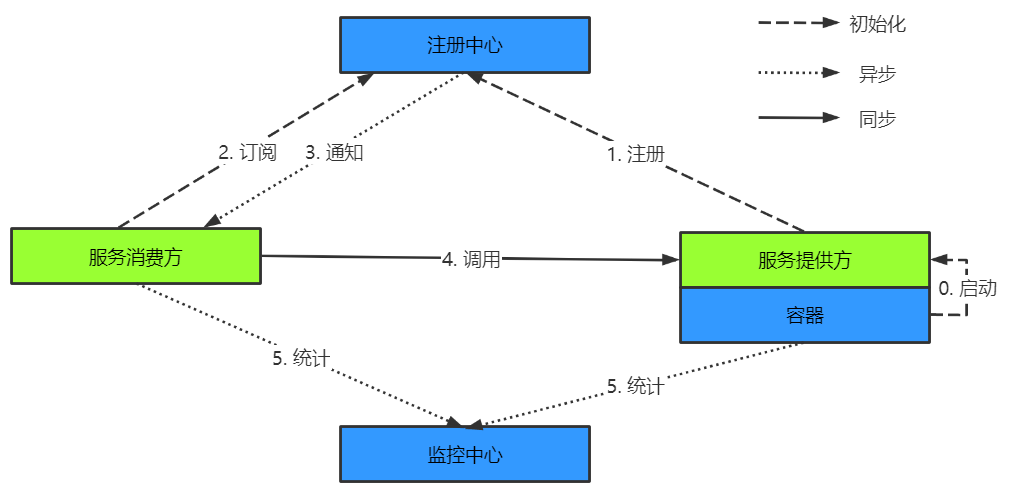 注册中心
初始化
异步
同步
2. 订阅
3. 通知
1. 注册
服务消费方
4. 调用
服务提供方
0. 启动
容器
5. 统计
5. 统计
监控中心